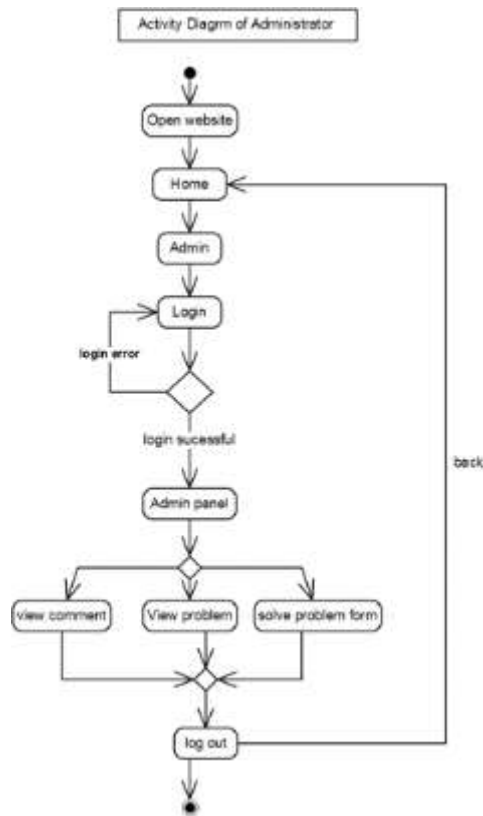 Activity Diagrm of Administrator
Open website
Home
Admin
Login
login error
login sucessful
back
Admin panel
view comment
View problem
solve problem form
log out